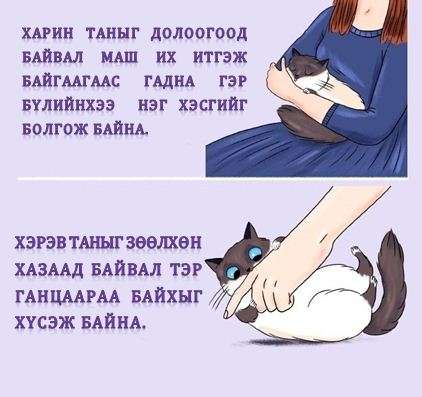 ХАРИН ТАНЫГ ДОЛООГООД
БАЙВАЛ МАШ ИХ ИТГЭЖ
БАЙГААГААС ГАДНА ГЭР
БҮЛИЙНХЭЭ НЭГ ХЭСГИЙГ
БОЛГОЖ БАЙНА.
ХЭРЭВ ТАНЫГ ЗӨӨЛХӨН
ХАЗААД БАЙВАЛ ТЭР
ГАНЦААРАА БАЙХЫГ
ХҮСЭЖ БАЙНА.